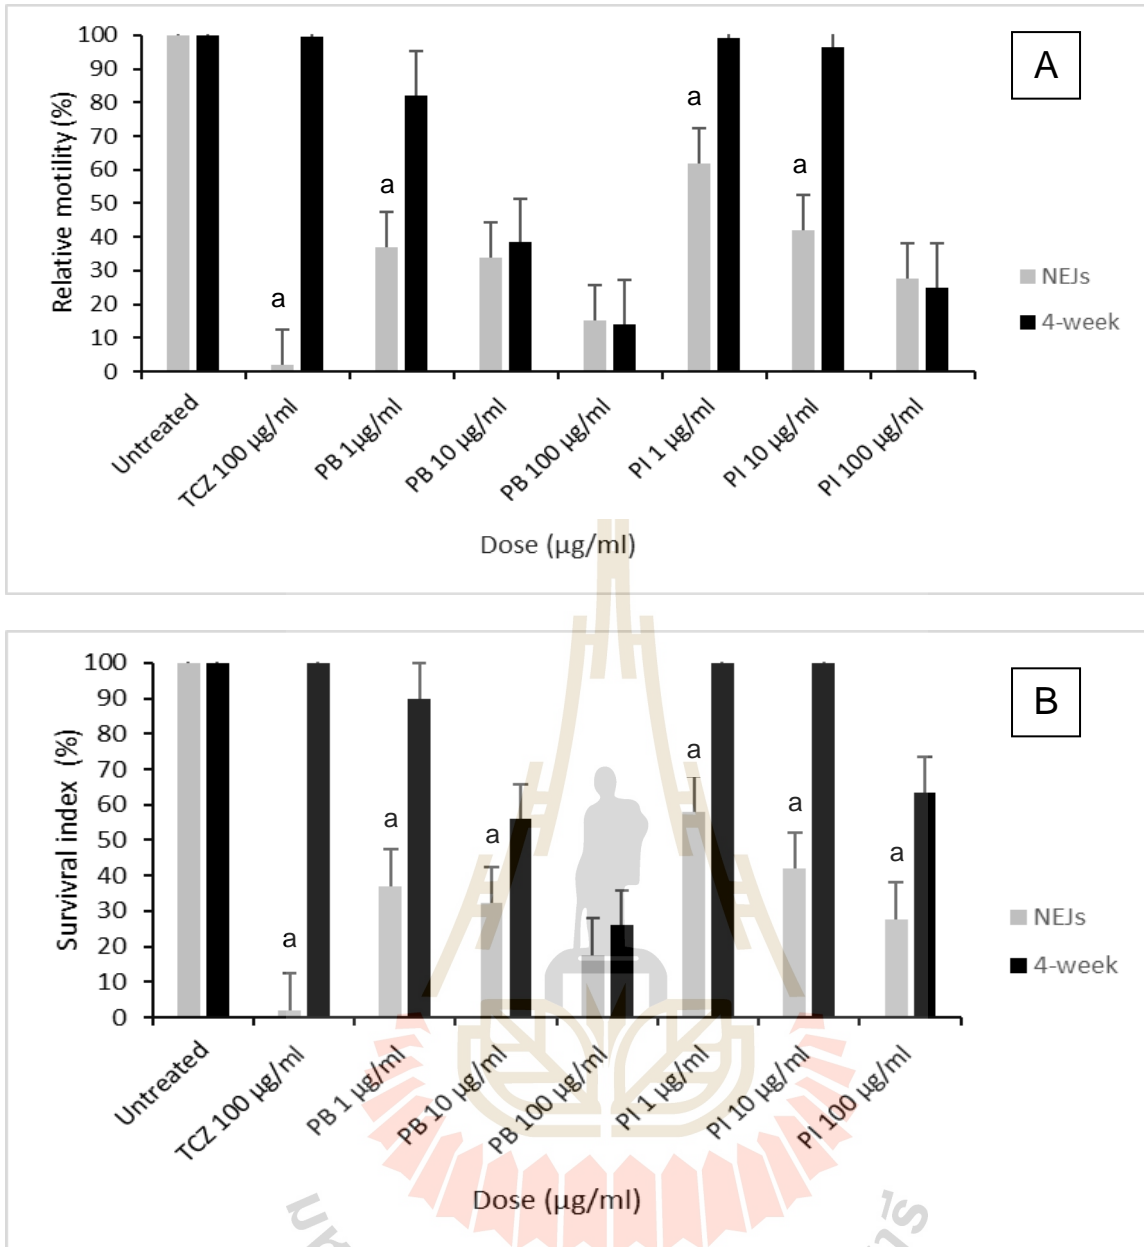 A
Relative motility (%)
100
90
80
70
60
50
40
30
20
10
0
a
a
a
a
Untreated
TCZ 100 µg/ml
PB 1µg/ml
PB 10 µg/ml
PB 100 µg/ml
PI 1 µg/ml
PI 10 µg/ml
PI 100 µg/ml
Dose (µg/ml)
NEJs
4-week
B
Survivral index (%)
100
90
80
70
60
50
40
30
20
10
0
a
a
a
a
a
a
Untreated
TCZ 100 µg/ml
PB 1 µg/ml
PB 10 µg/ml
PB 100 µg/ml
PI 1 µg/ml
PI 10 µg/ml
PI 100 µg/ml
Dose (µg/ml)
NEJs
4-week